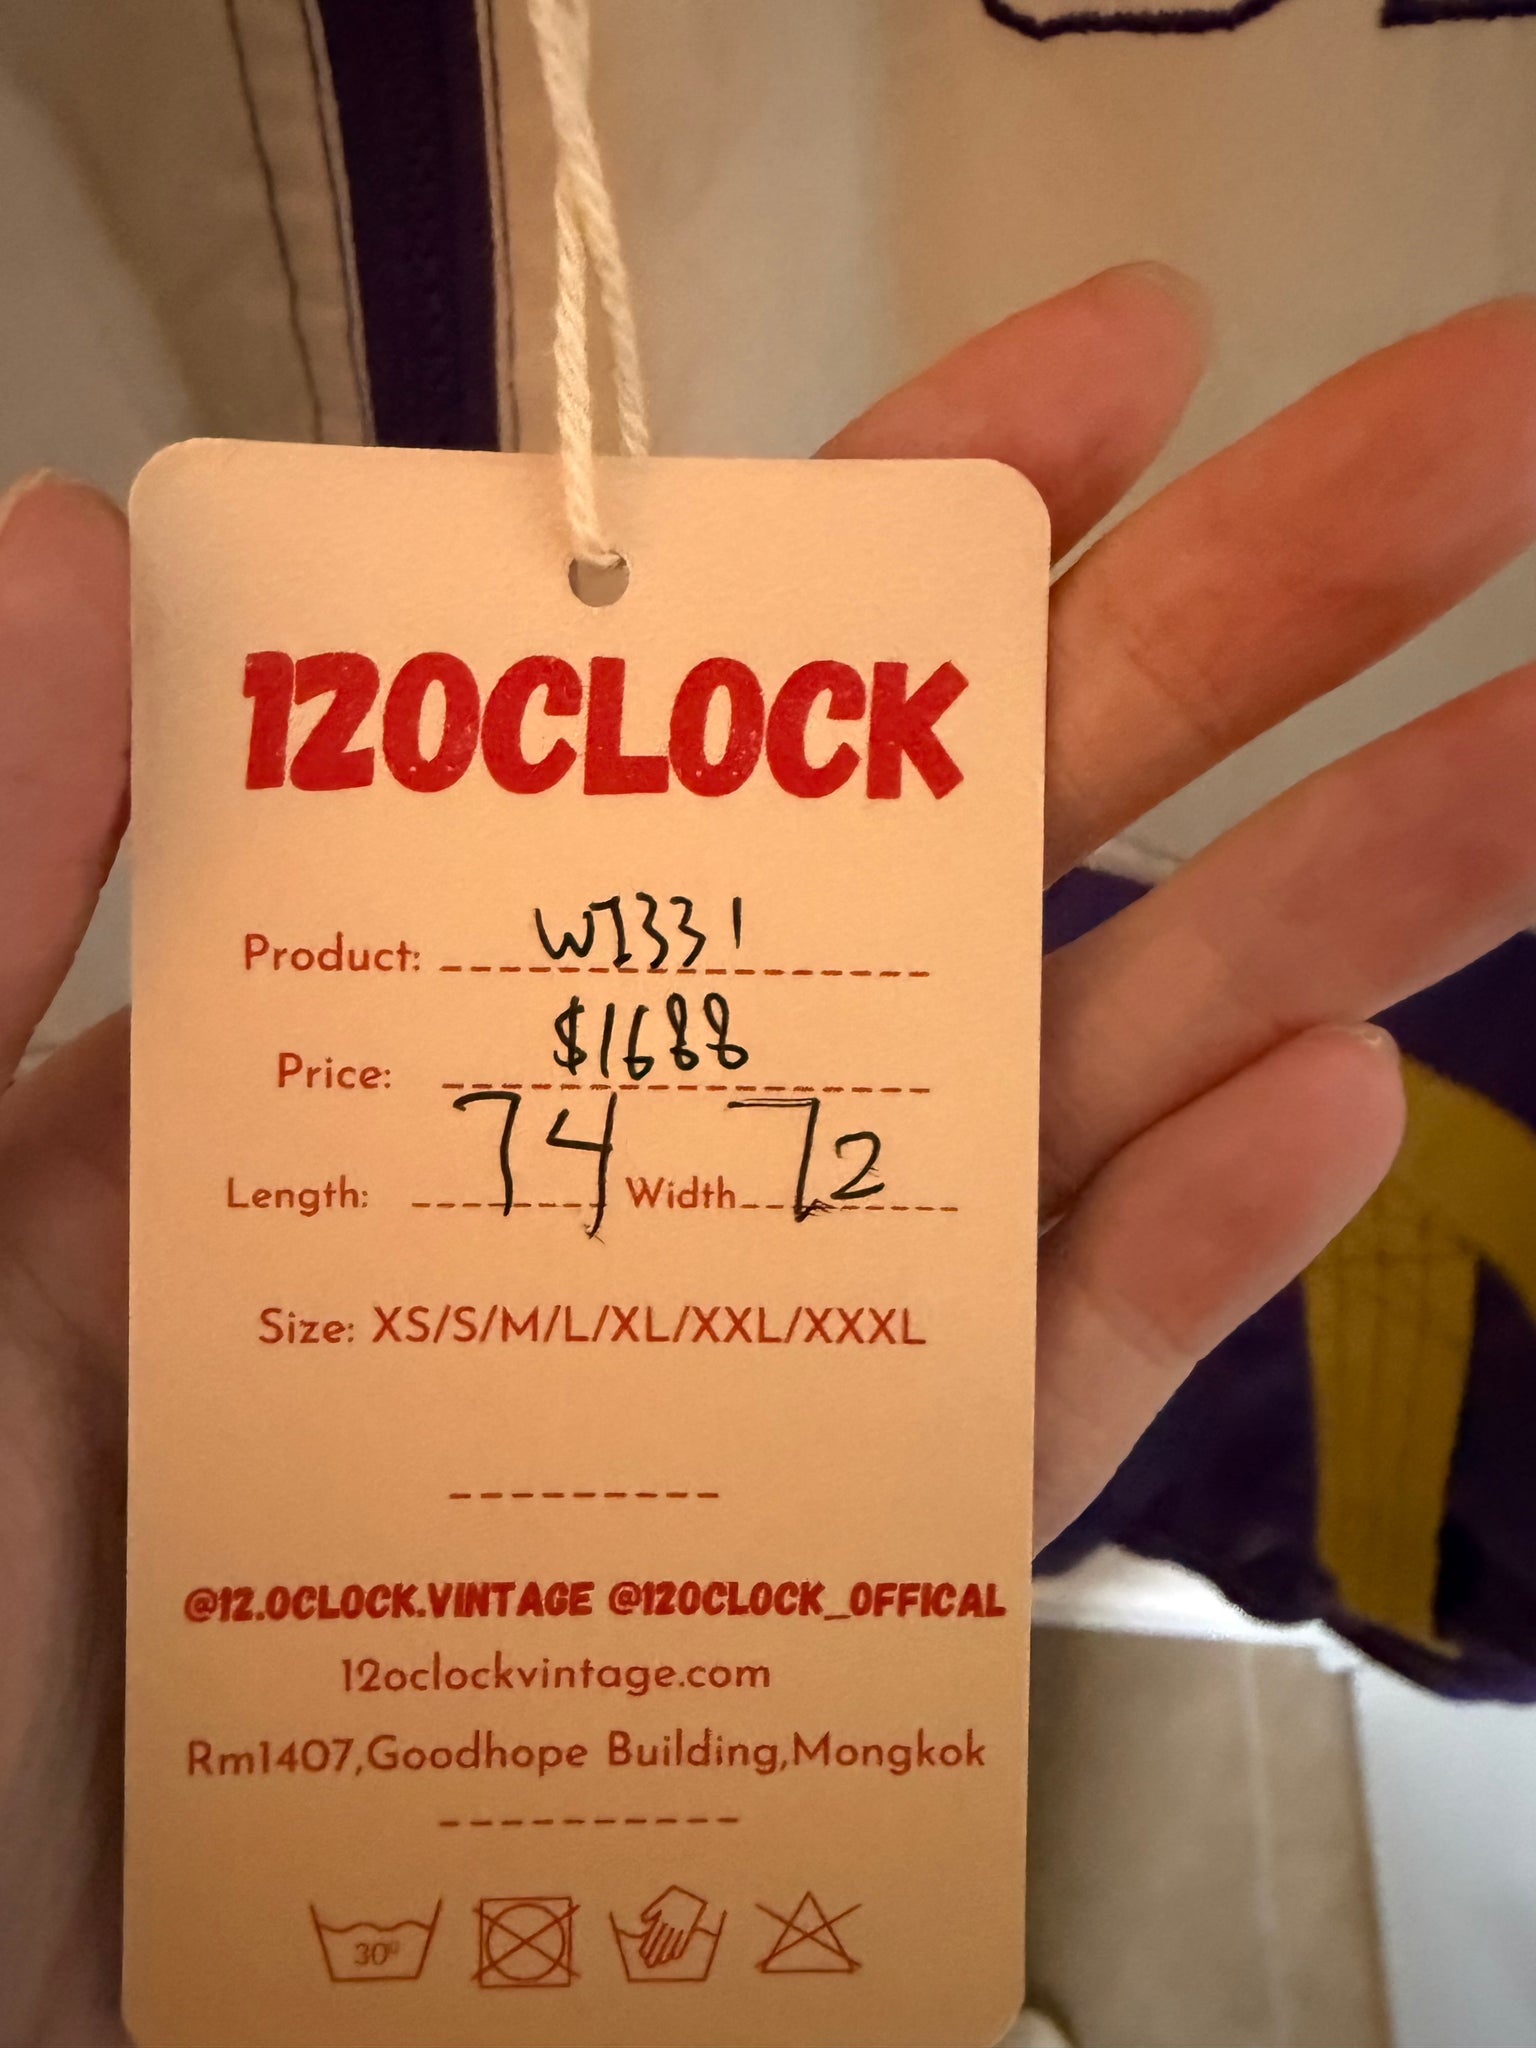 12OCLOCK
Product: WJ331
Price: $1688
Length: 74 Width 72
Size: XS/S/M/L/XL/XXL/XXXL
@12.OCLOCK.VINTAGE @12OCLOCK_OFFICAL
12oclockvintage.com
Rm1407,Goodhope Building,Mongkok
30°